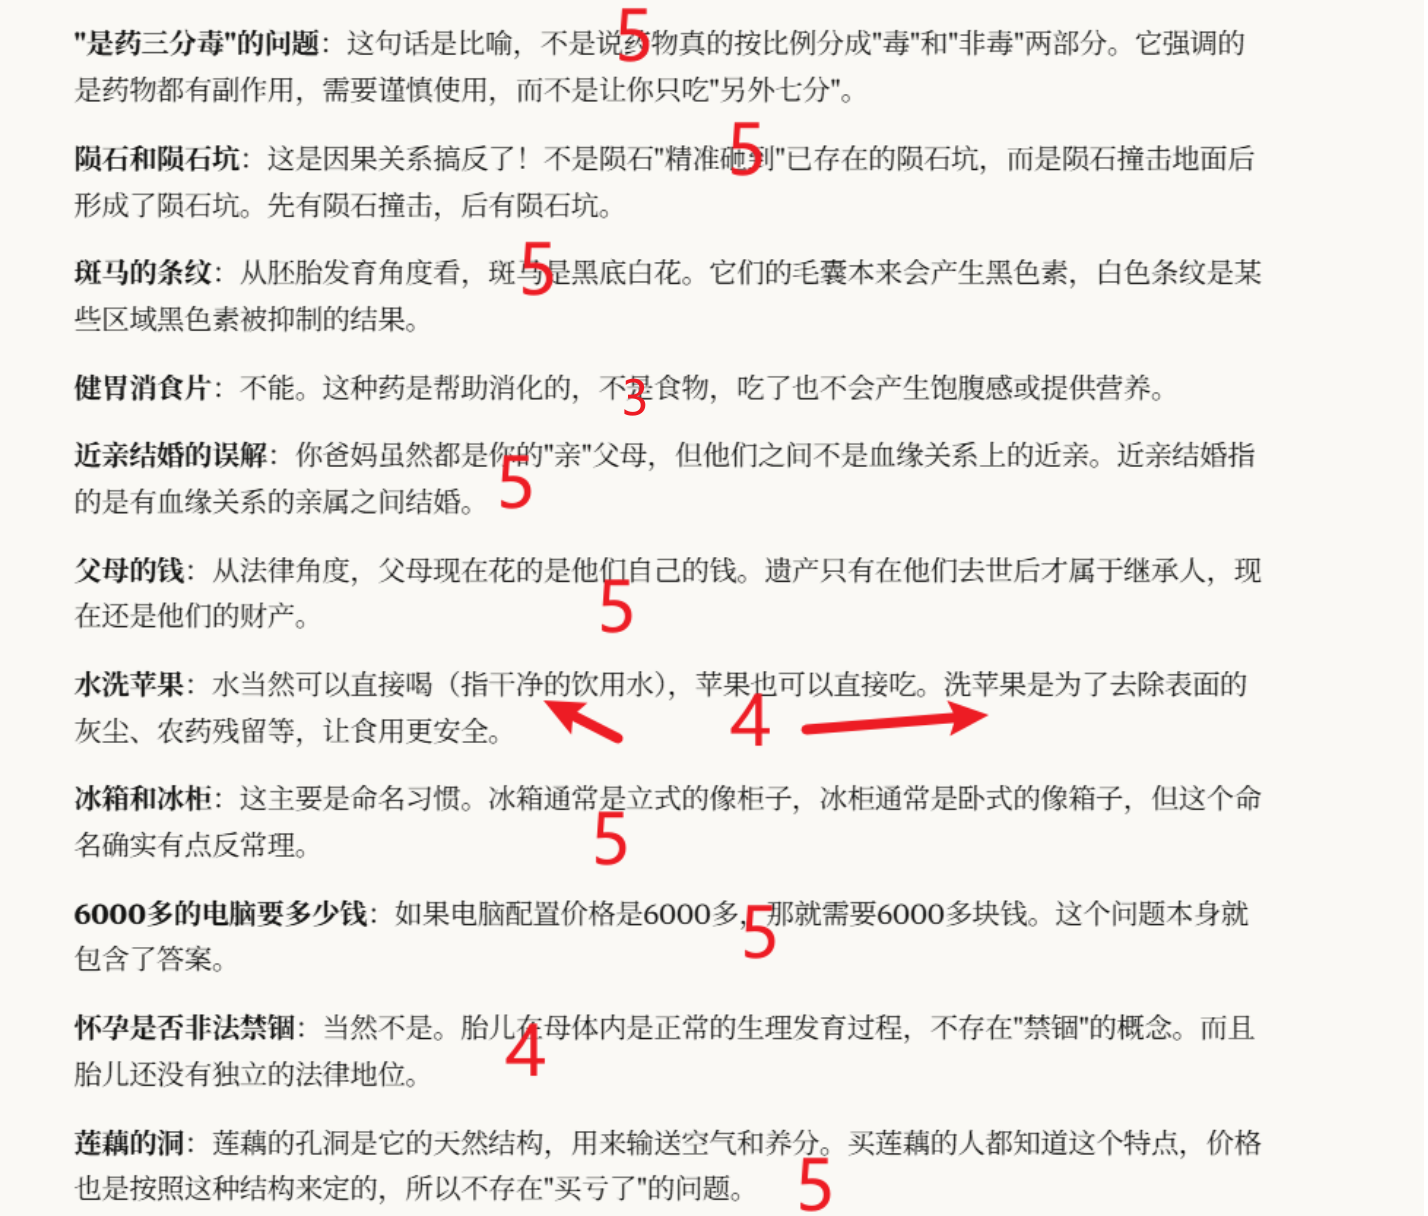 "是药三分毒"的问题：这句话是比喻，不是说药物真的按比例分成"毒"和"非毒"两部分。它强调的
5
是药物都有副作用，需要谨慎使用，而不是让你只吃"另外七分"。
陨石和陨石坑：这是因果关系搞反了！不是陨石"精准砸到"已存在的陨石坑，而是陨石撞击地面后
5
形成了陨石坑。先有陨石撞击，后有陨石坑。
斑马的条纹：从胚胎发育角度看，斑马是黑底白花。它们的毛囊本来会产生黑色素，白色条纹是某
5
些区域黑色素被抑制的结果。
健胃消食片：不能。这种药是帮助消化的，不是食物，吃了也不会产生饱腹感或提供营养。
3
近亲结婚的误解：你爸妈虽然都是你的"亲"父母，但他们之间不是血缘关系上的近亲。近亲结婚指
的是有血缘关系的亲属之间结婚。
5
父母的钱：从法律角度，父母现在花的是他们自己的钱。遗产只有在他们去世后才属于继承人，现
在还是他们的财产。
5
水洗苹果：水当然可以直接喝（指干净的饮用水），苹果也可以直接吃。洗苹果是为了去除表面的
4
灰尘、农药残留等，让食用更安全。
冰箱和冰柜：这主要是命名习惯。冰箱通常是立式的像柜子，冰柜通常是卧式的像箱子，但这个命
名确实有点反常理。
5
6000多的电脑要多少钱：如果电脑配置价格是6000多，那就需要6000多块钱。这个问题本身就
5
包含了答案。
怀孕是否非法禁锢：当然不是。胎儿在母体内是正常的生理发育过程，不存在"禁锢"的概念。而且
4
胎儿还没有独立的法律地位。
莲藕的洞：莲藕的孔洞是它的天然结构，用来输送空气和养分。买莲藕的人都知道这个特点，价格
也是按照这种结构来定的，所以不存在"买亏了"的问题。
5